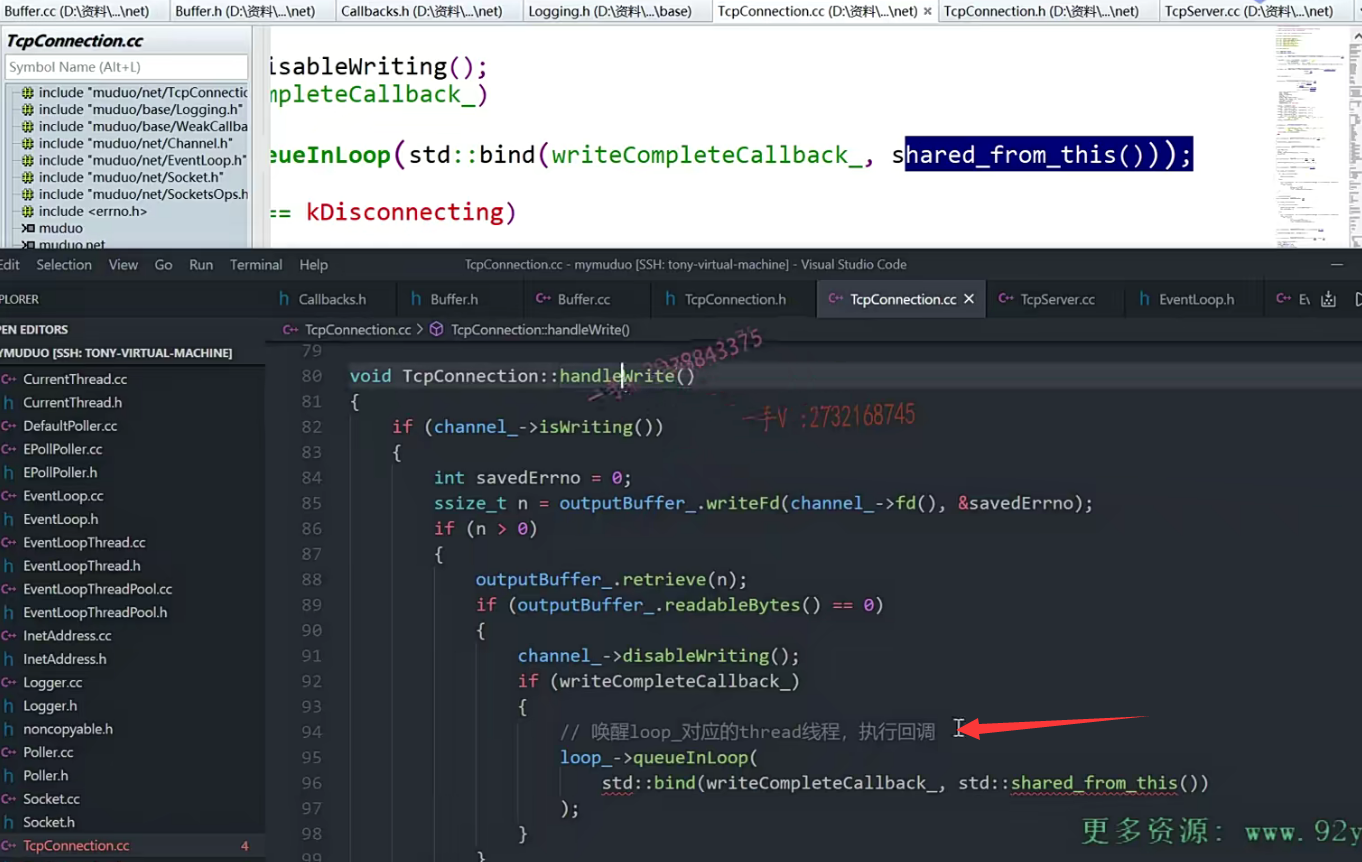 Buffer.cc (D:\资料\...\net)
Buffer.h (D:\资料\...\net)
Callbacks.h (D:\资料\...\net)
Logging.h (D:\资料\...\base)
TcpConnection.cc (D:\资料\...\net) ×
TcpConnection.h (D:\资料\...\net)
TcpServer.cc (D:\资料\...\net)
TcpConnection.cc
Symbol Name (Alt+L)
include "muduo/net/TcpConnectic
include "muduo/base/Logging.h"
include "muduo/base/WeakCallba
include "muduo/net/Channel.h"
include "muduo/net/EventLoop.h"
include "muduo/net/Socket.h"
include "muduo/net/SocketsOps.h
include <errno.h>
muduo
muduo.net
isableWriting();
mpleteCallback_)
eueInLoop(std::bind(writeCompleteCallback_, shared_from_this()));
== kDisconnecting)
Edit Selection View Go Run Terminal Help
TcpConnection.cc - mymuduo [SSH: tony-virtual-machine] - Visual Studio Code
PLORER
h Callbacks.h
h Buffer.h
C++ Buffer.cc
h TcpConnection.h
C++ TcpConnection.cc ×
C++ TcpServer.cc
h EventLoop.h
C++ Ev
PEN EDITORS
YMUDUO [SSH: TONY-VIRTUAL-MACHINE]
C++ CurrentThread.cc
h CurrentThread.h
C++ DefaultPoller.cc
C++ EPollPoller.cc
h EPollPoller.h
C++ EventLoop.cc
h EventLoop.h
C++ EventLoopThread.cc
h EventLoopThread.h
C++ EventLoopThreadPool.cc
h EventLoopThreadPool.h
C++ InetAddress.cc
h InetAddress.h
C++ Logger.cc
h Logger.h
h noncopyable.h
C++ Poller.cc
h Poller.h
C++ Socket.cc
h Socket.h
C++ TcpConnection.cc 4
C++ TcpConnection.cc > TcpConnection::handleWrite()
79
80 void TcpConnection::handleWrite()
81 {
82 if (channel_->isWriting())
83 {
84 int savedErrno = 0;
85 ssize_t n = outputBuffer_.writeFd(channel_->fd(), &savedErrno);
86 if (n > 0)
87 {
88 outputBuffer_.retrieve(n);
89 if (outputBuffer_.readableBytes() == 0)
90 {
91 channel_->disableWriting();
92 if (writeCompleteCallback_)
93 {
94 // 唤醒loop_对应的thread线程，执行回调
95 loop_->queueInLoop(
96 std::bind(writeCompleteCallback_, std::shared_from_this())
97 );
98 }
99 }
一手V :2732168745
更多资源: www.92y